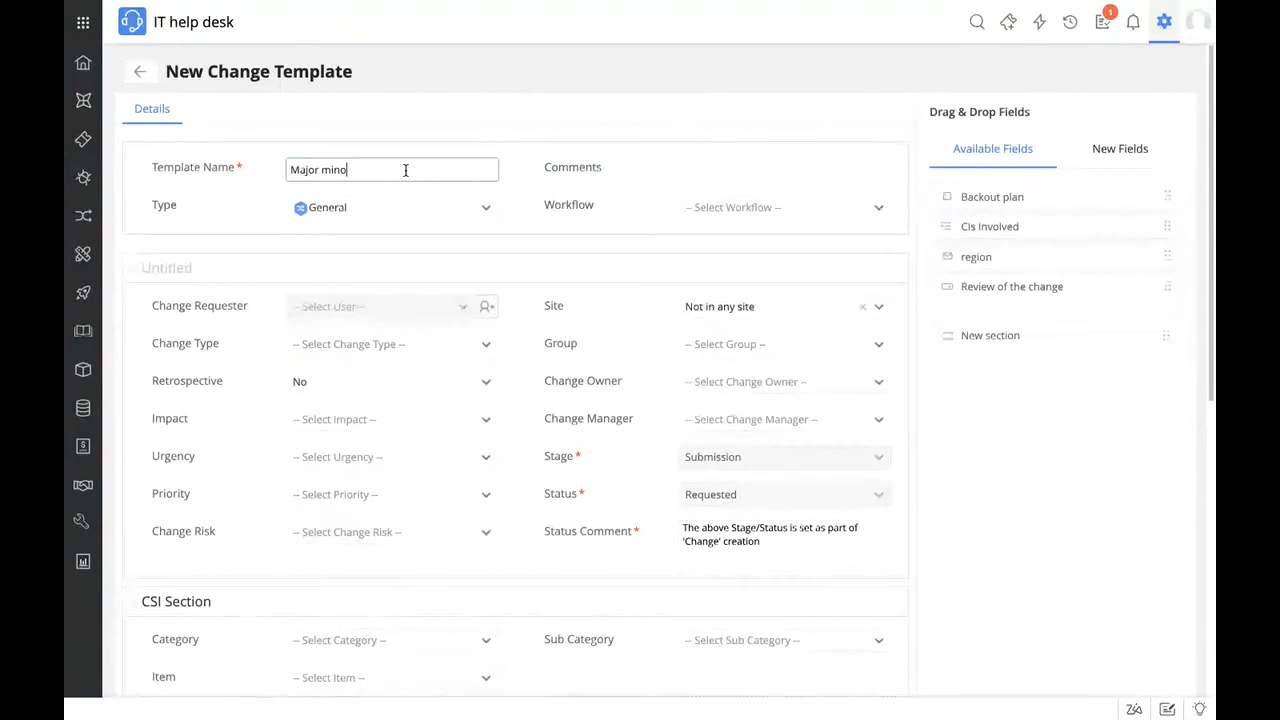 IT help desk
1
New Change Template
Details
Template Name*
Major mino
Comments
Type
General
Workflow
-- Select Workflow --
Untitled
Change Requester
-- Select User--
Site
Not in any site
Change Type
-- Select Change Type --
Group
-- Select Group --
Retrospective
No
Change Owner
-- Select Change Owner --
Impact
-- Select Impact --
Change Manager
-- Select Change Manager --
Urgency
-- Select Urgency --
Stage*
Submission
Priority
-- Select Priority --
Status*
Requested
Change Risk
-- Select Change Risk --
Status Comment*
The above Stage/Status is set as part of
'Change' creation
CSI Section
Category
-- Select Category --
Sub Category
-- Select Sub Category --
Item
-- Select Item --
Drag & Drop Fields
Available Fields
New Fields
Backout plan
CIs Involved
region
Review of the change
New section